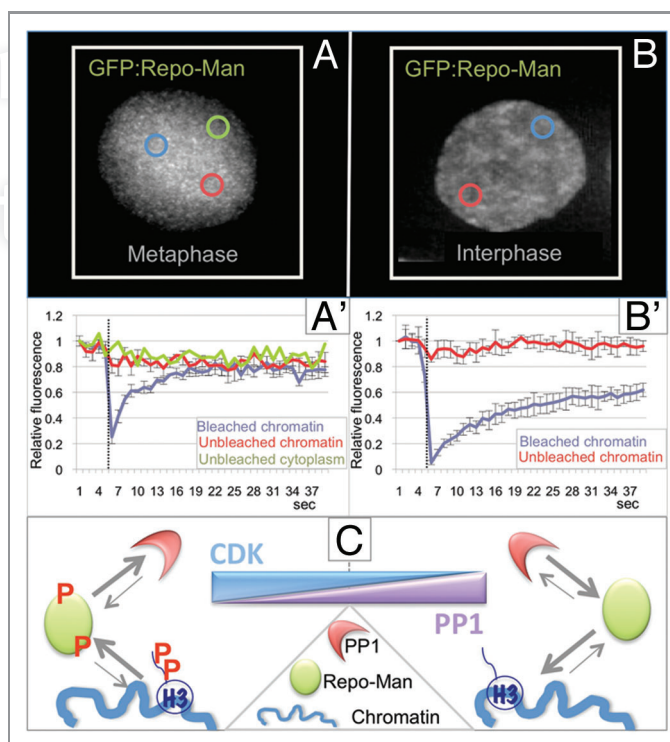 GFP:Repo-Man
A
Metaphase
GFP:Repo-Man
B
Interphase
A'
Relative fluorescence
1.2
1
0.8
0.6
0.4
0.2
0
Bleached chromatin
Unbleached chromatin
Unbleached cytoplasm
1 4 7 10 13 16 19 22 25 28 31 34 37
sec
B'
Relative fluorescence
1.2
1
0.8
0.6
0.4
0.2
0
Bleached chromatin
Unbleached chromatin
1 4 7 10 13 16 19 22 25 28 31 34 37
sec
C
CDK
PP1
P
P
P
P
H3
PP1
Repo-Man
Chromatin
H3